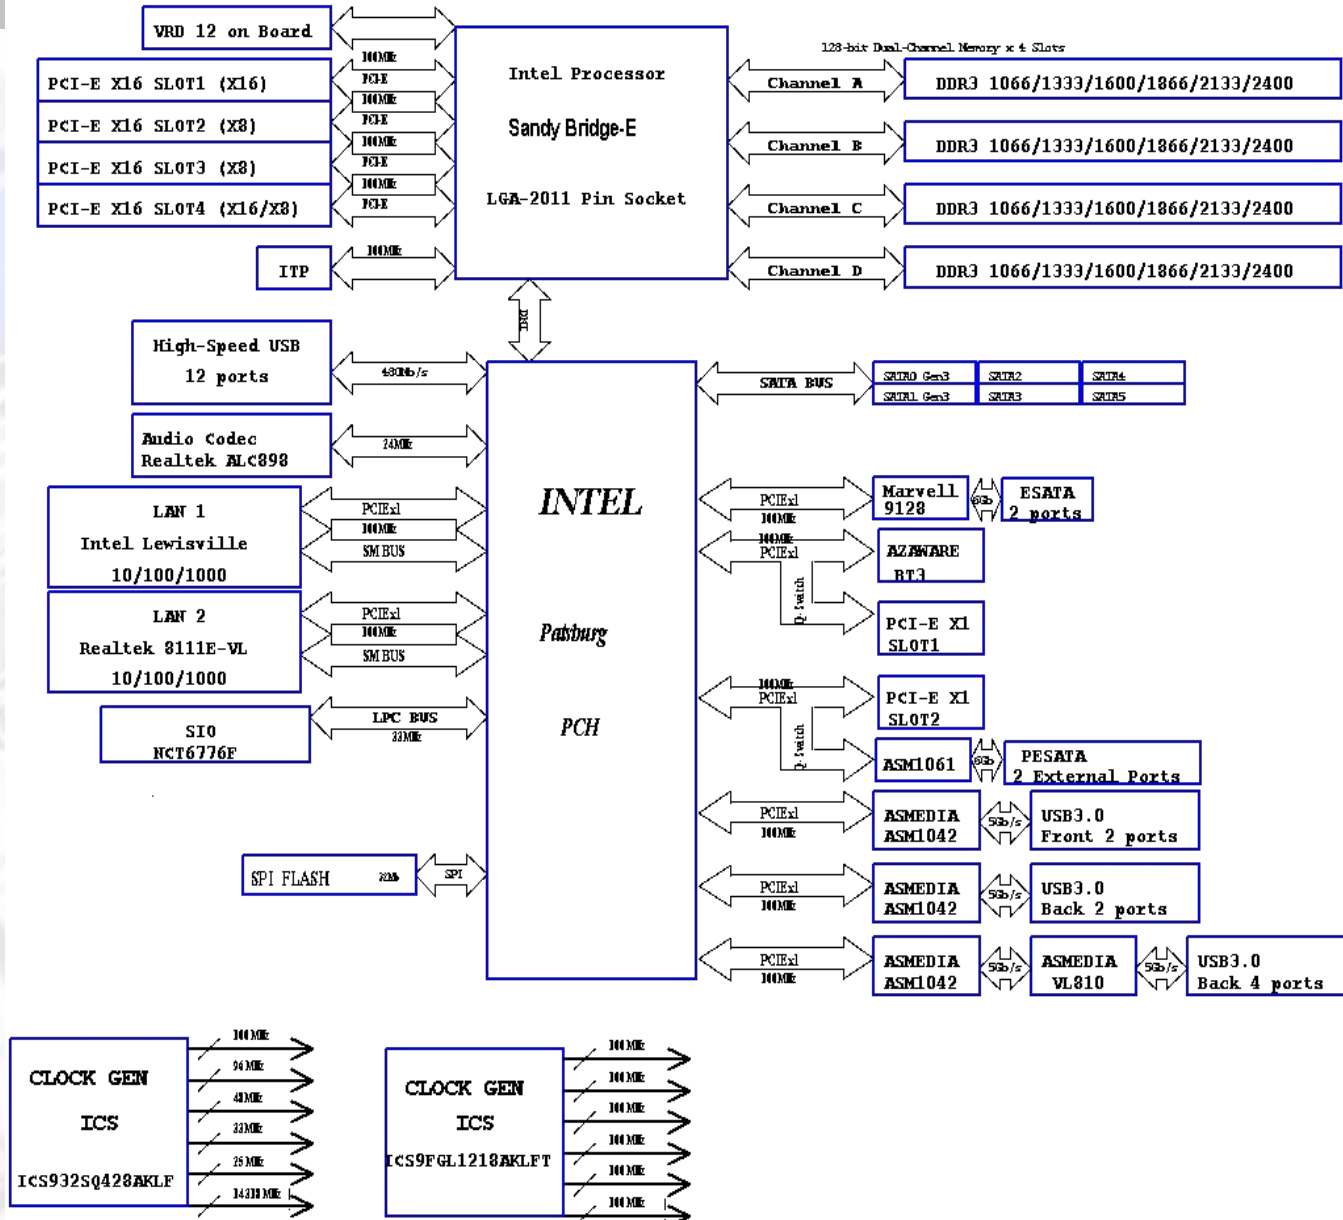 VRD 12 on Board
100MHz
PCI-E X16 SLOT1 (X16)
PCI-E
100MHz
PCI-E X16 SLOT2 (X8)
PCI-E
100MHz
PCI-E X16 SLOT3 (X8)
PCI-E
100MHz
PCI-E X16 SLOT4 (X16/X8)
PCI-E
100MHz
ITP
Intel Processor
Sandy Bridge-E
LGA-2011 Pin Socket
128-bit Dual-Channel Memory x 4 Slots
Channel A
DDR3 1066/1333/1600/1866/2133/2400
Channel B
DDR3 1066/1333/1600/1866/2133/2400
Channel C
DDR3 1066/1333/1600/1866/2133/2400
Channel D
DDR3 1066/1333/1600/1866/2133/2400
DMI
High-Speed USB
12 ports
480Mb/s
Audio Codec
Realtek ALC898
24MHz
LAN 1
Intel Lewisville
10/100/1000
PCIEx1
100MHz
SM BUS
LAN 2
Realtek 8111E-VL
10/100/1000
PCIEx1
100MHz
SM BUS
SIO
NCT6776F
LPC BUS
33MHz
SPI FLASH
SPI
INTEL
Patsburg
PCH
SATA BUS
SATA0 Gen3 SATA2 SATA4
SATA1 Gen3 SATA3 SATA5
PCIEx1
100MHz
Marvell
9128
6Gb
ESATA
2 ports
100MHz
PCIEx1
AZAWARE
BT3
Q-Switch
PCI-E X1
SLOT1
100MHz
PCIEx1
PCI-E X1
SLOT2
Q-Switch
ASM1061
6Gb
PESATA
2 External Ports
PCIEx1
100MHz
ASMEDIA
ASM1042
5Gb/s
USB3.0
Front 2 ports
PCIEx1
100MHz
ASMEDIA
ASM1042
5Gb/s
USB3.0
Back 2 ports
PCIEx1
100MHz
ASMEDIA
ASM1042
5Gb/s
ASMEDIA
VL810
5Gb/s
USB3.0
Back 4 ports
CLOCK GEN
ICS
ICS932SQ428AKLF
100MHz
96MHz
48MHz
33MHz
25MHz
14.318MHz
CLOCK GEN
ICS
ICS9FGL1218AKLFT
100MHz
100MHz
100MHz
100MHz
100MHz
100MHz